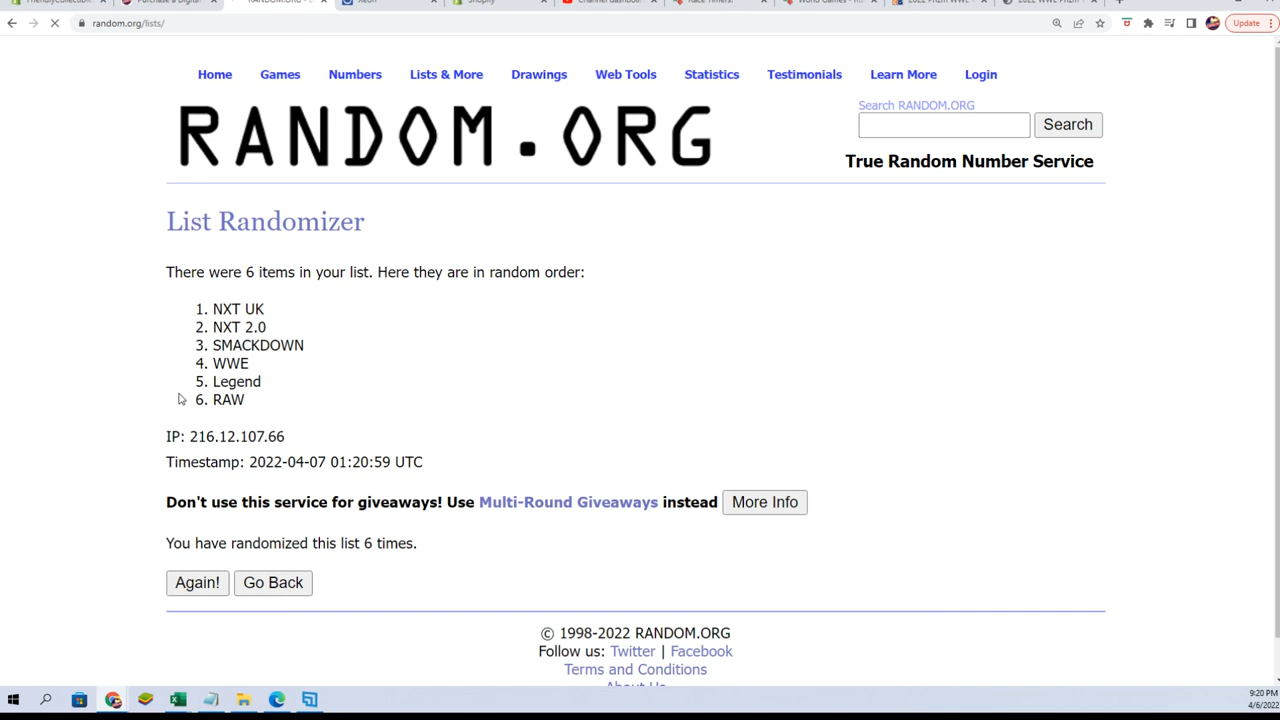 random.org/lists/
Update
Home Games Numbers Lists & More Drawings Web Tools Statistics Testimonials Learn More Login
RANDOM.ORG
Search RANDOM.ORG
Search
True Random Number Service
List Randomizer
There were 6 items in your list. Here they are in random order:
1. NXT UK
2. NXT 2.0
3. SMACKDOWN
4. WWE
5. Legend
6. RAW
IP: 216.12.107.66
Timestamp: 2022-04-07 01:20:59 UTC
Don't use this service for giveaways! Use Multi-Round Giveaways instead More Info
You have randomized this list 6 times.
Again! Go Back
© 1998-2022 RANDOM.ORG
Follow us: Twitter | Facebook
Terms and Conditions
About Us
9:20 PM
4/6/2022